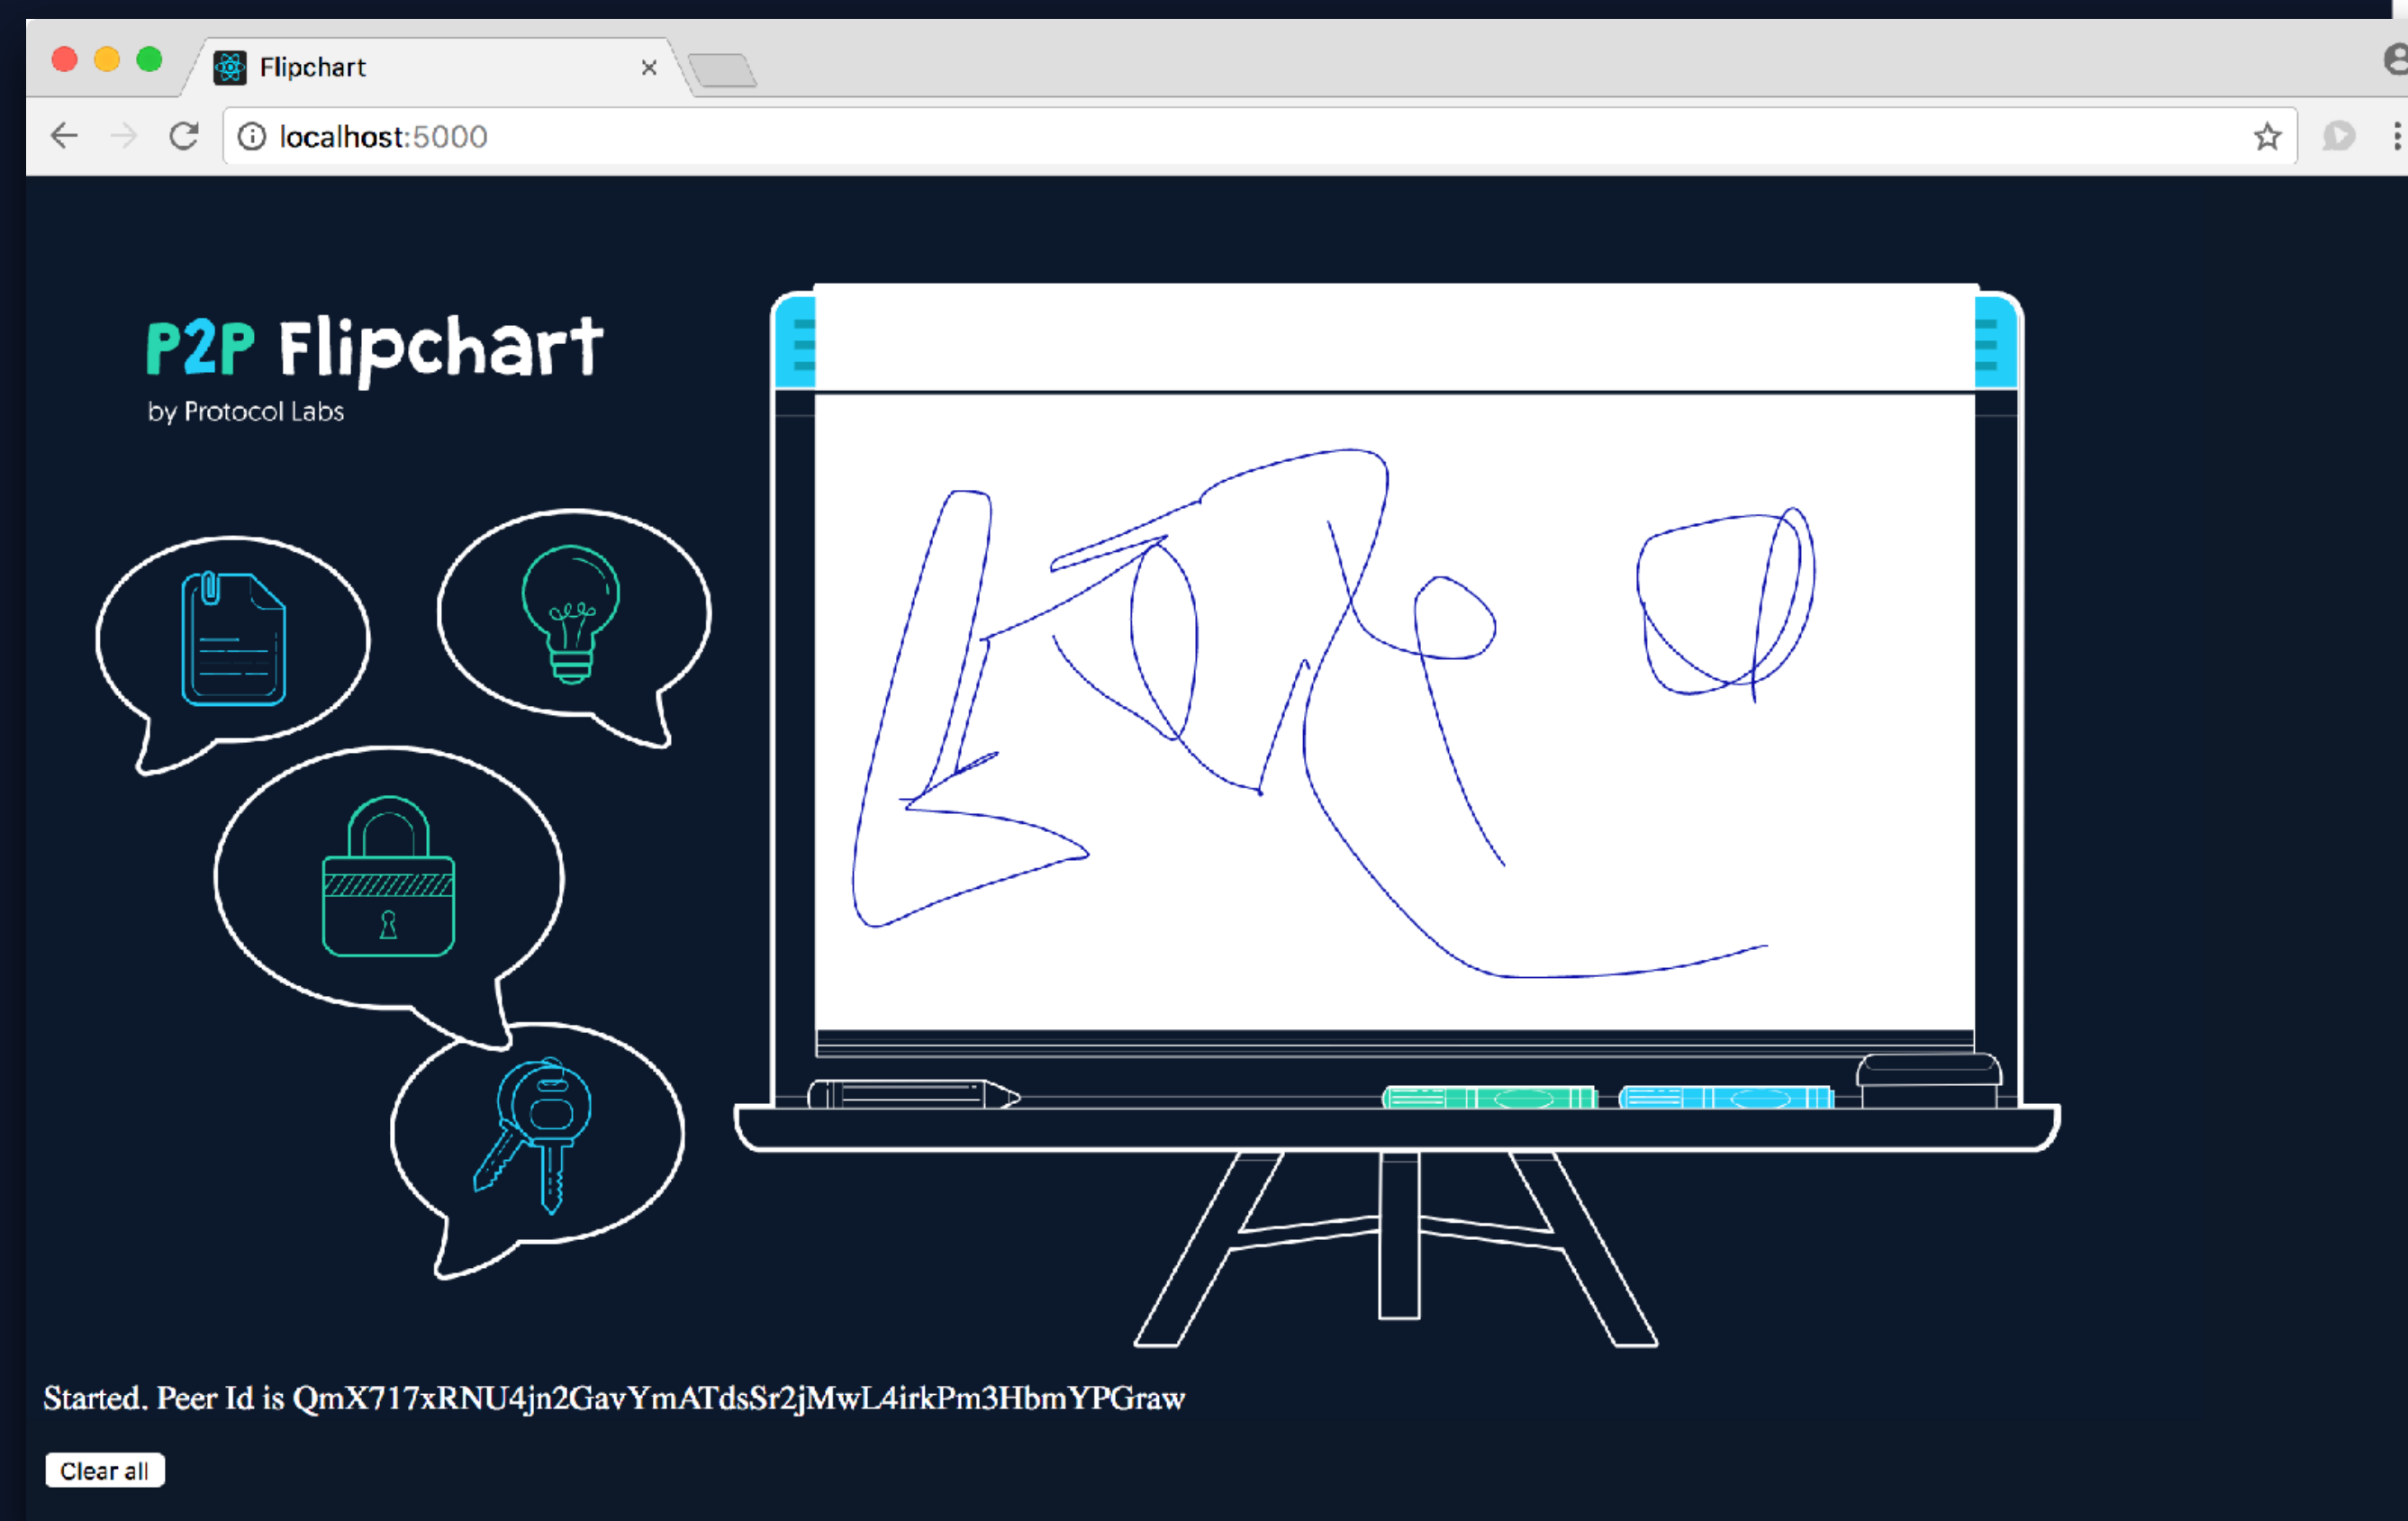 Flipchart
localhost:5000
P2P Flipchart
by Protocol Labs
Started. Peer Id is QmX717xRNU4jn2GavYmATdsSr2jMwL4irkPm3HbmYPGraw
Clear all